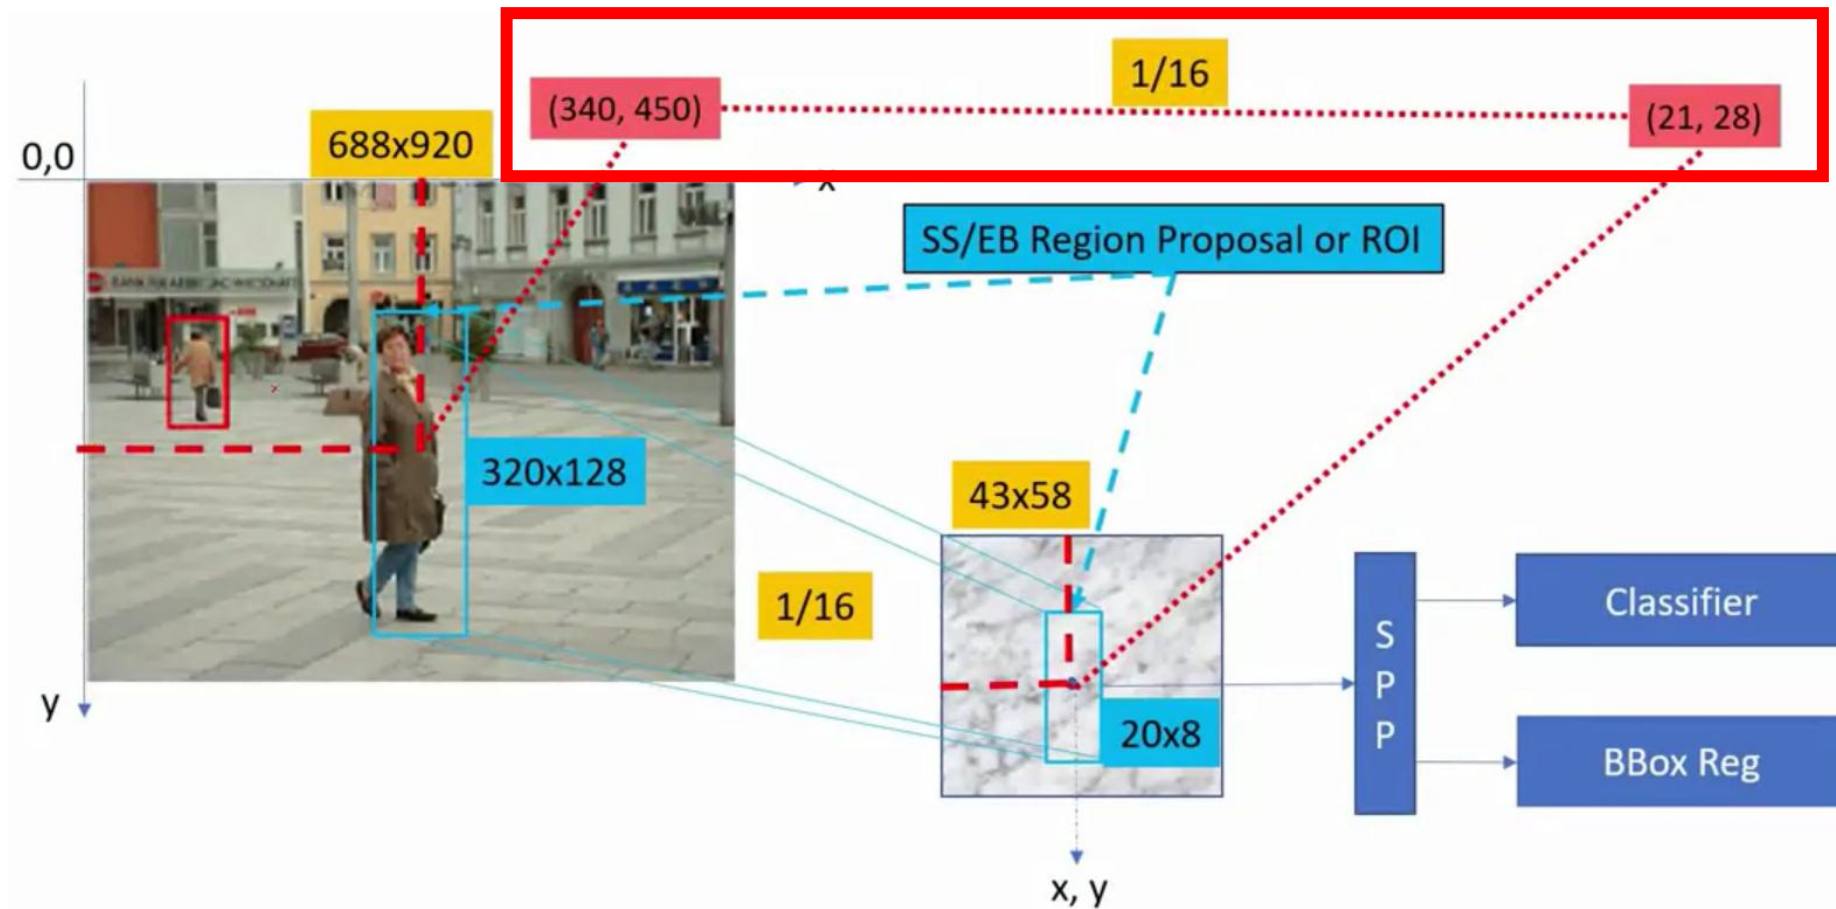 1/16
(340, 450)
(21, 28)
688x920
0,0
x
SS/EB Region Proposal or ROI
320x128
43x58
1/16
Classifier
S
P
P
y
20x8
BBox Reg
x, y